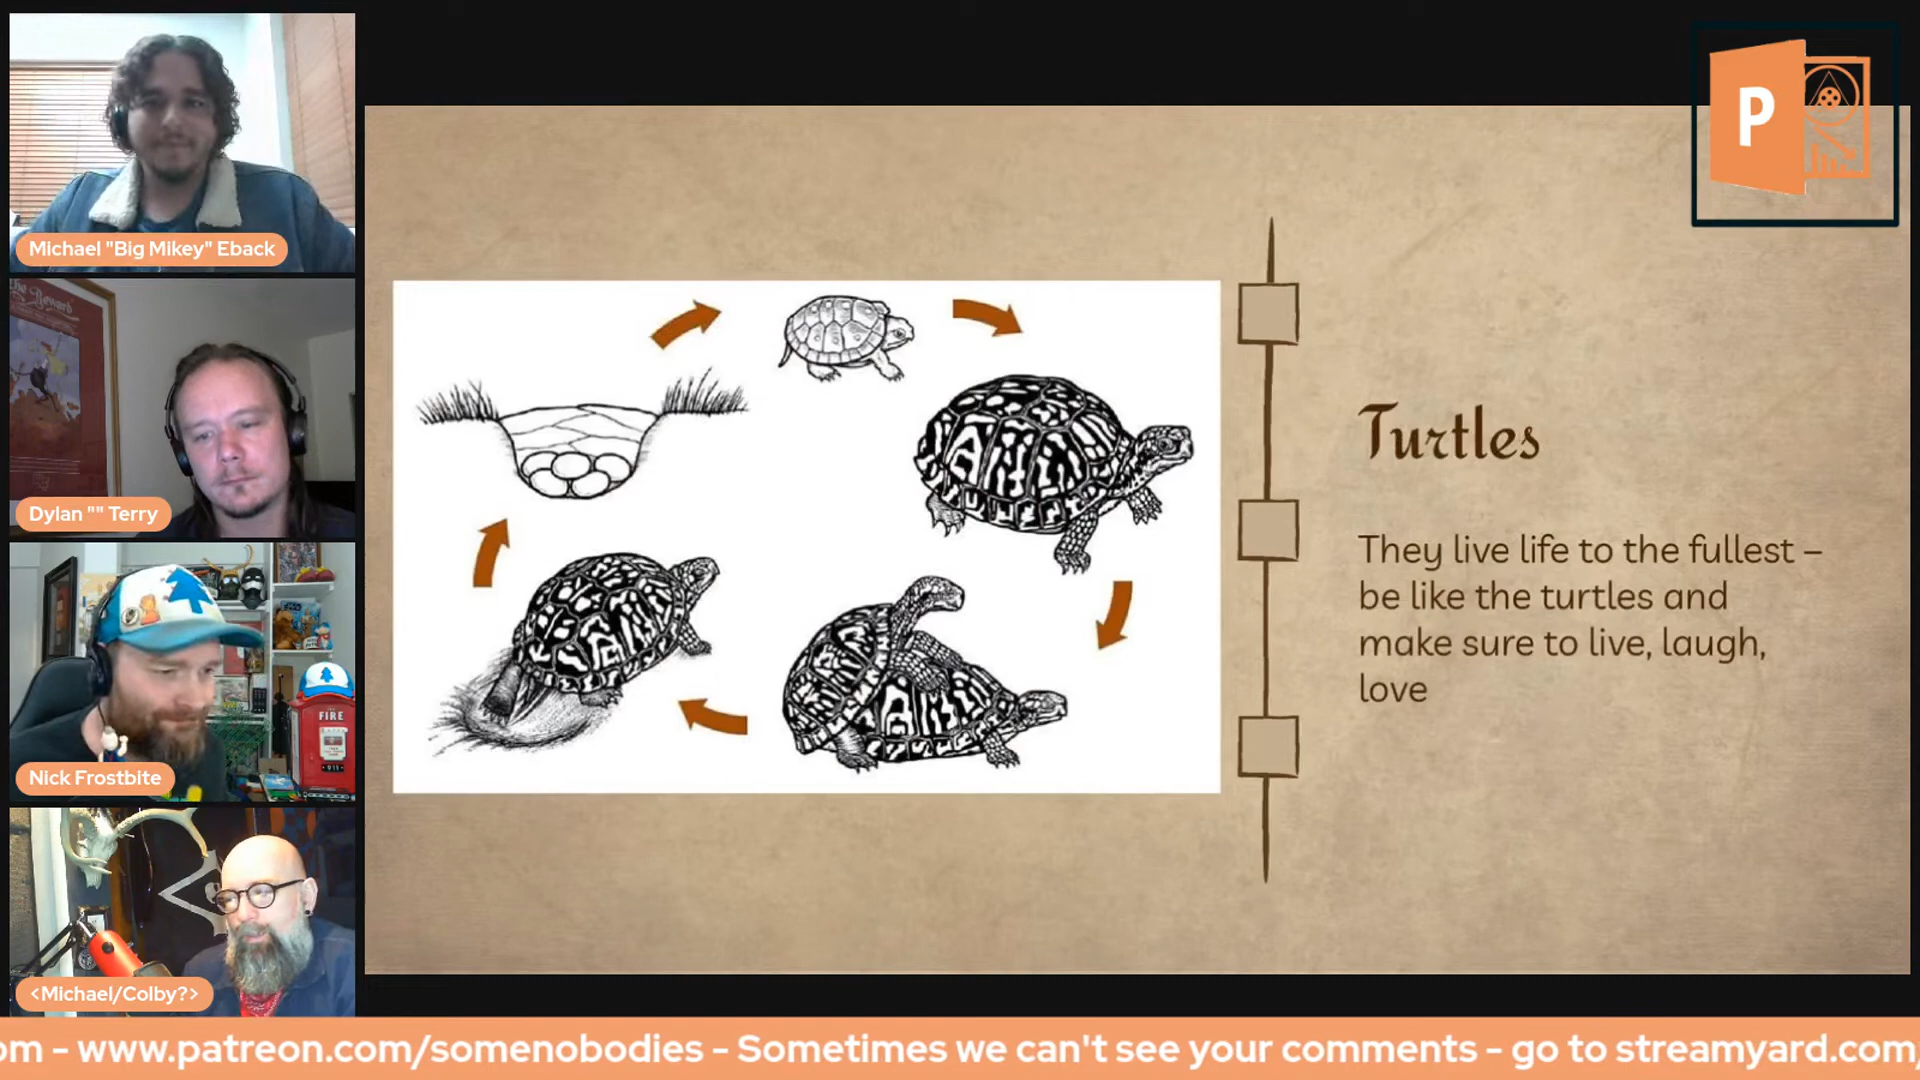 Michael "Big Mikey" Eback
the Reward
Dylan "" Terry
FIRE
Nick Frostbite
<Michael/Colby?>
P
Turtles
They live life to the fullest –
be like the turtles and
make sure to live, laugh,
love
om - www.patreon.com/somenobodies - Sometimes we can't see your comments - go to streamyard.com